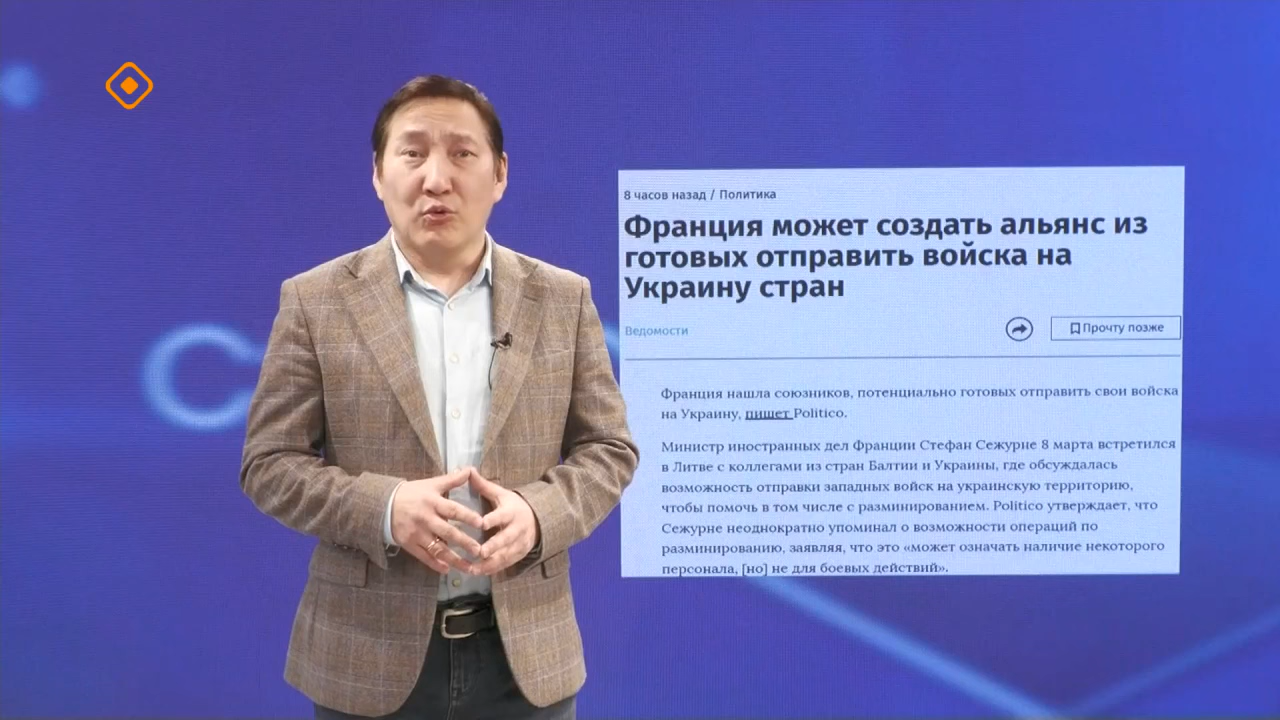 8 часов назад / Политика
Франция может создать альянс из
готовых отправить войска на
Украину стран
Ведомости
Прочту позже
Франция нашла союзников, потенциально готовых отправить свои войска
на Украину, пишет Politico.
Министр иностранных дел Франции Стефан Сежурне 8 марта встретился
в Литве с коллегами из стран Балтии и Украины, где обсуждалась
возможность отправки западных войск на украинскую территорию,
чтобы помочь в том числе с разминированием. Politico утверждает, что
Сежурне неоднократно упоминал о возможности операций по
разминированию, заявляя, что это «может означать наличие некоторого
персонала, [но] не для боевых действий».